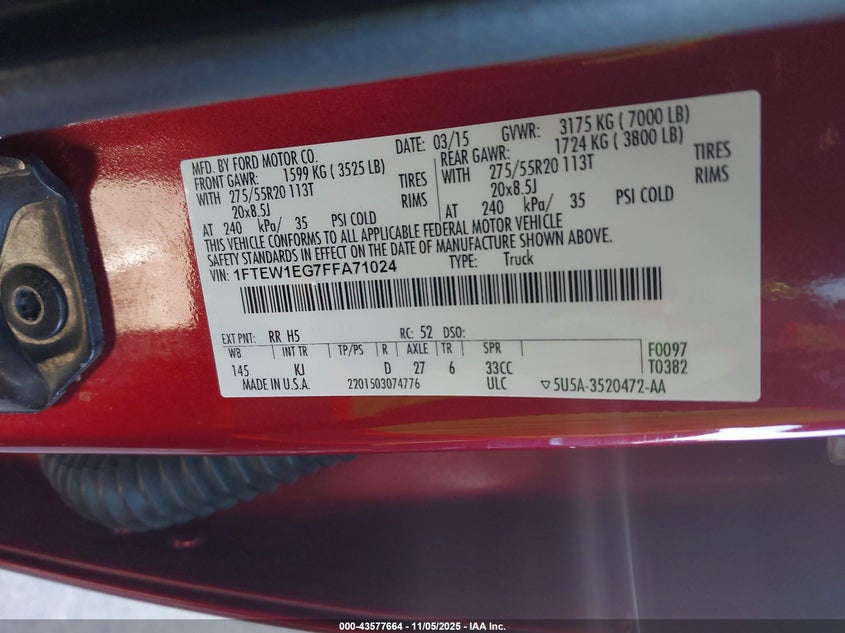 MFD. BY FORD MOTOR CO. DATE: 03/15 GVWR: 3175 KG ( 7000 LB)
FRONT GAWR: 1599 KG ( 3525 LB) REAR GAWR: 1724 KG ( 3800 LB)
WITH 275/55R20 113T TIRES WITH 275/55R20 113T TIRES
20x8.5J RIMS 20x8.5J RIMS
AT 240 kPa/ 35 PSI COLD AT 240 kPa/ 35 PSI COLD
THIS VEHICLE CONFORMS TO ALL APPLICABLE FEDERAL MOTOR VEHICLE
SAFETY STANDARDS IN EFFECT ON THE DATE OF MANUFACTURE SHOWN ABOVE.
VIN: 1FTEW1EG7FFA71024 TYPE: Truck
EXT PNT: RR H5 RC: 52 DSO:
WB INT TR TP/PS R AXLE TR SPR F0097
145 KJ D 27 6 33CC T0382
MADE IN U.S.A. 2201503074776 ULC ▽5U5A-3520472-AA
000-43577664 - 11/05/2025 - IAA Inc.